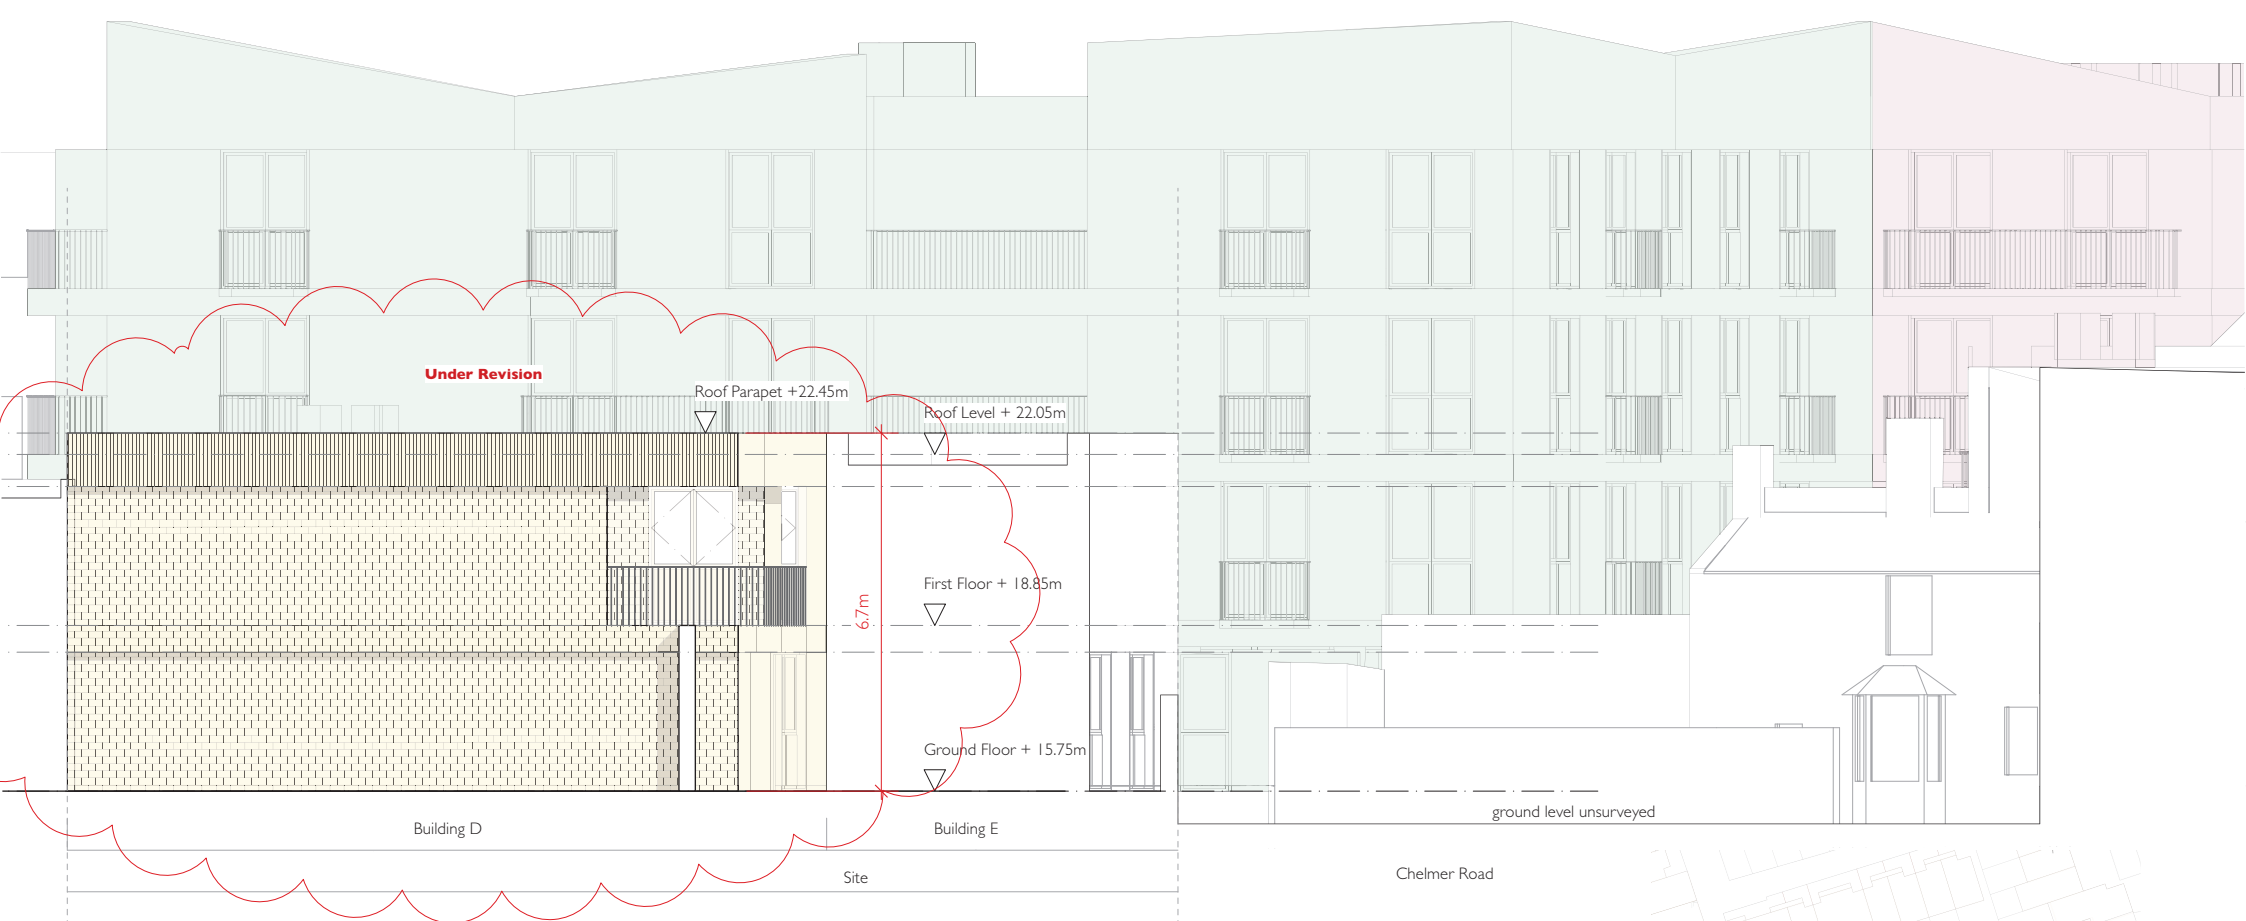 Under Revision
Roof Parapet +22.45m
Roof Level + 22.05m
First Floor + 18.85m
6.7m
Ground Floor + 15.75m
ground level unsurveyed
Building D
Building E
Chelmer Road
Site